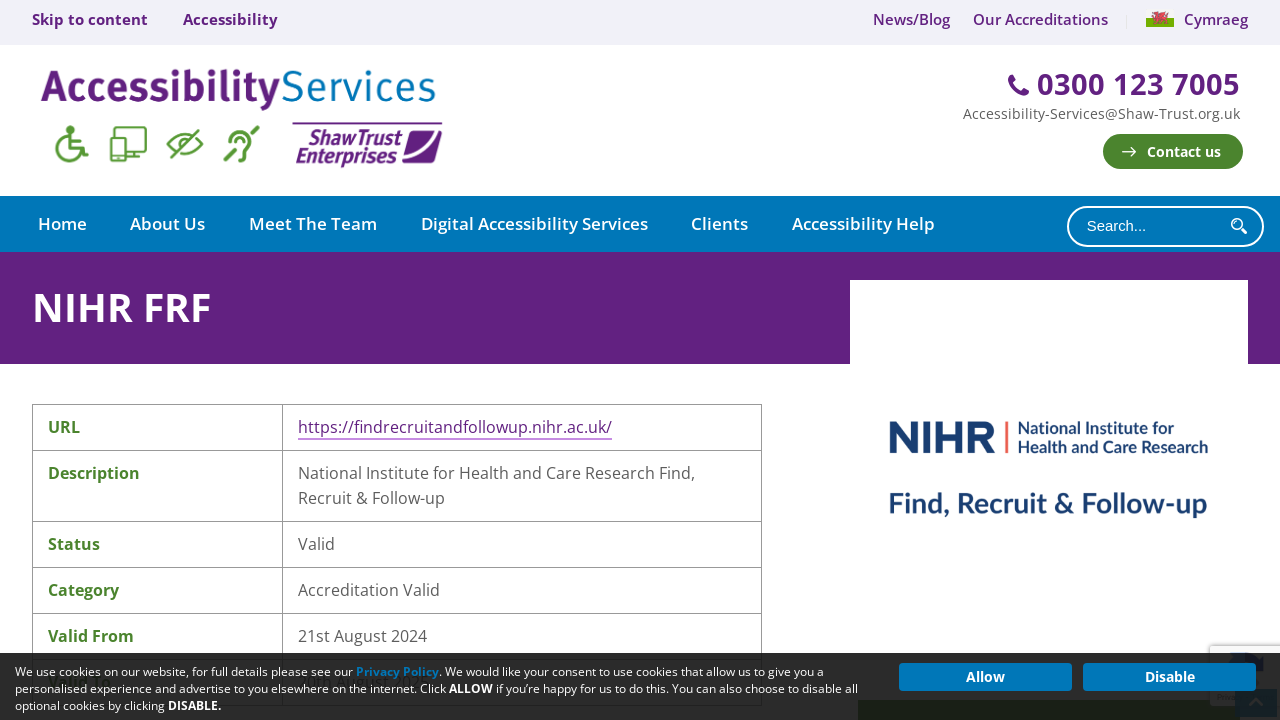 Skip to content
Accessibility
News/Blog
Our Accreditations
Cymraeg
AccessibilityServices
ShawTrust
Enterprises
0300 123 7005
Accessibility-Services@Shaw-Trust.org.uk
Contact us
Home
About Us
Meet The Team
Digital Accessibility Services
Clients
Accessibility Help
Search...
NIHR FRF
URL
https://findrecruitandfollowup.nihr.ac.uk/
Description
National Institute for Health and Care Research Find,
Recruit & Follow-up
Status
Valid
Category
Accreditation Valid
Valid From
21st August 2024
NIHR | National Institute for
Health and Care Research
Find, Recruit & Follow-up
We use cookies on our website, for full details please see our Privacy Policy. We would like your consent to use cookies that allow us to give you a
personalised experience and advertise to you elsewhere on the internet. Click ALLOW if you’re happy for us to do this. You can also choose to disable all
optional cookies by clicking DISABLE.
Allow
Disable